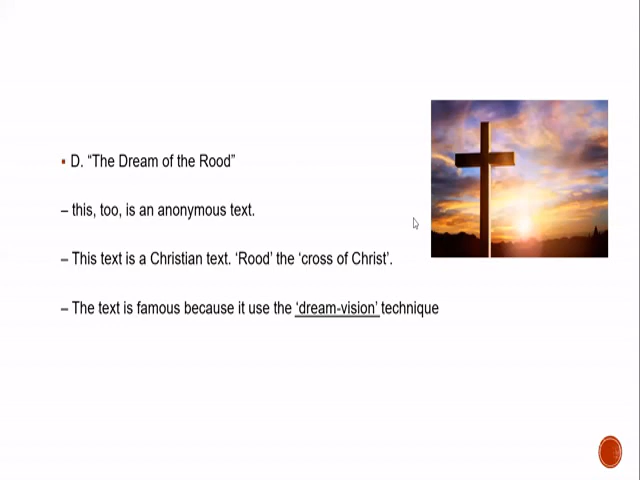 ▪ D. “The Dream of the Rood”
– this, too, is an anonymous text.
– This text is a Christian text. ‘Rood’ the ‘cross of Christ’.
– The text is famous because it use the ‘dream-vision’ technique